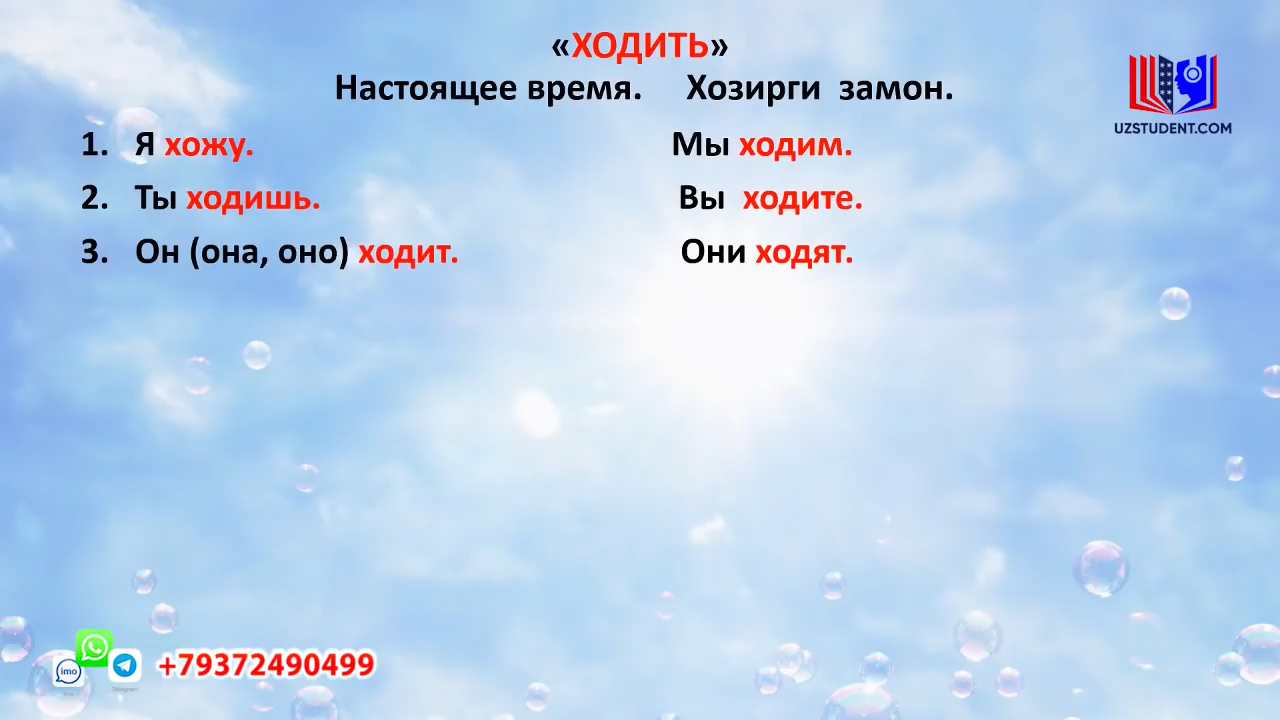 «ХОДИТЬ»
Настоящее время. Хозирги замон.
UZSTUDENT.COM
1. Я хожу. Мы ходим.
2. Ты ходишь. Вы ходите.
3. Он (она, оно) ходит. Они ходят.
imo
+79372490499
Telegram